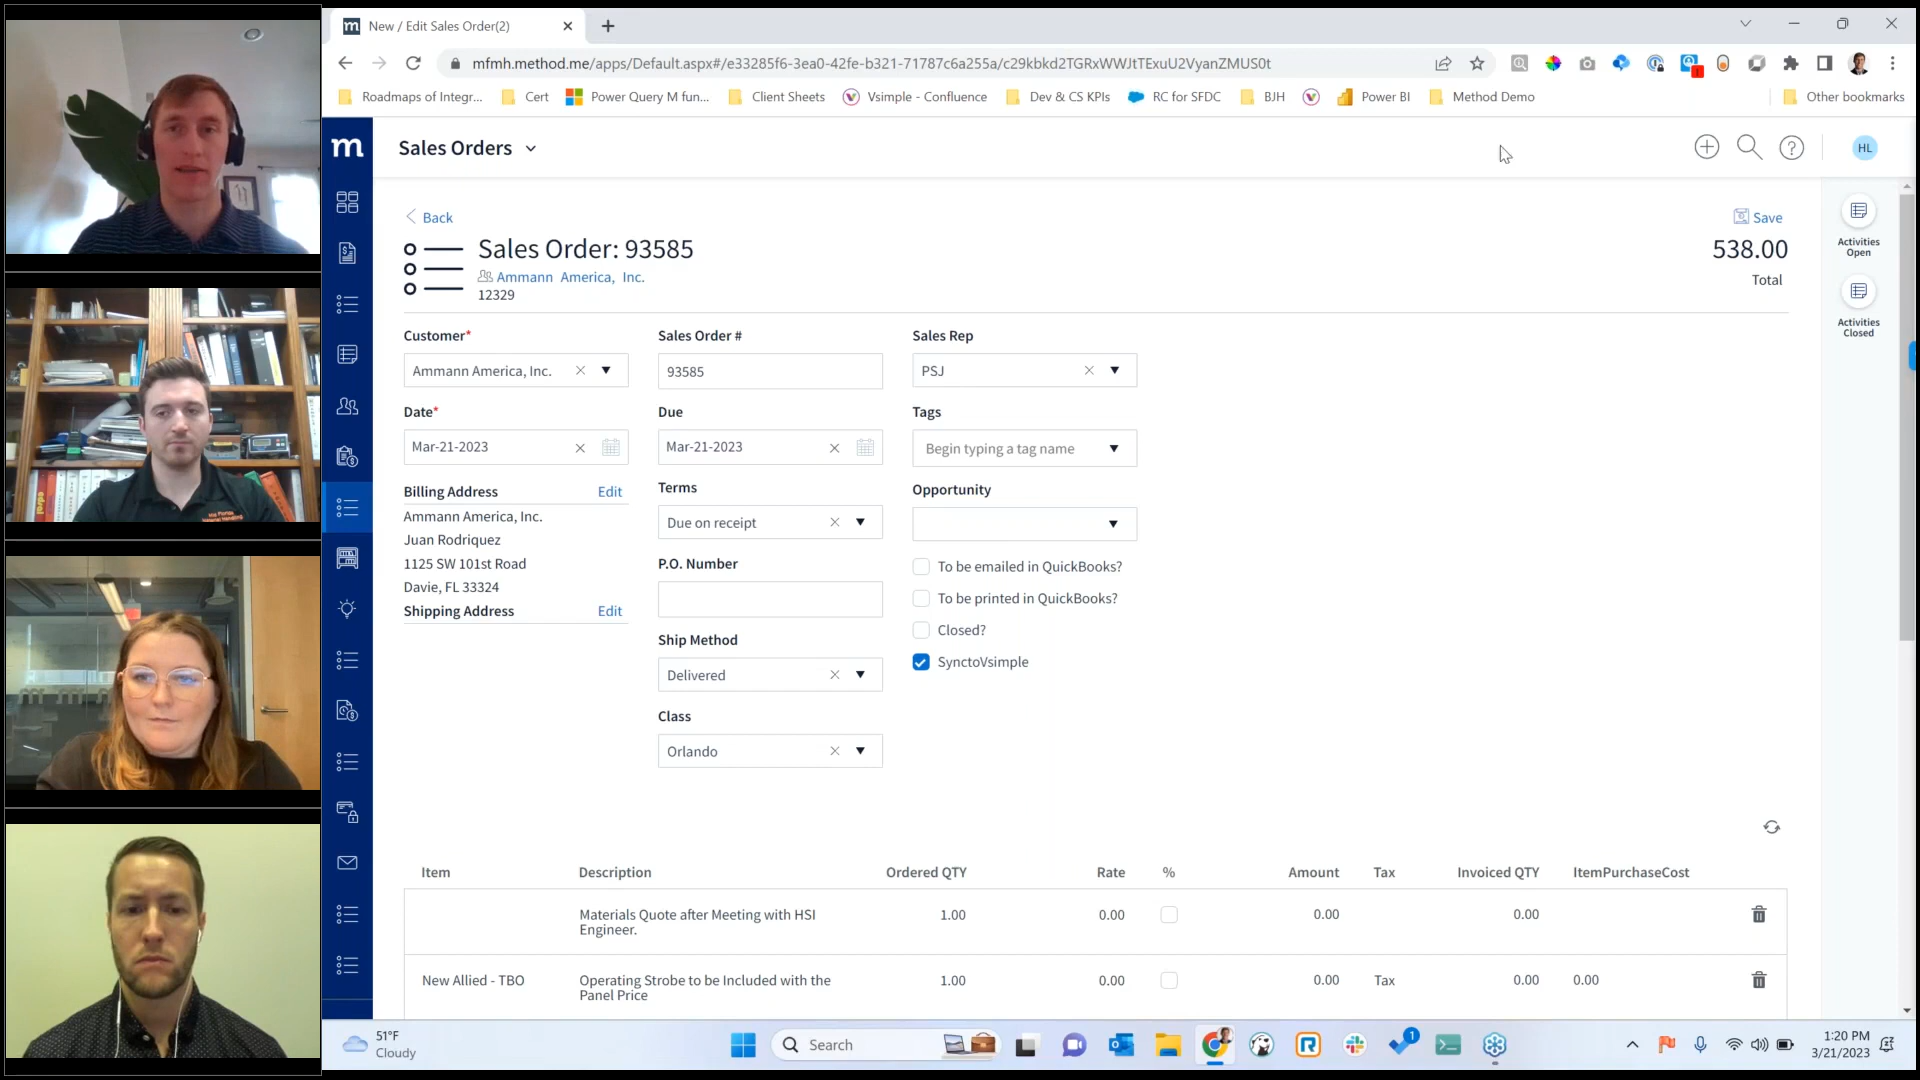 New / Edit Sales Order(2)
mfmh.method.me/apps/Default.aspx#/e33285f6-3ea0-42fe-b321-71787c6a255a/c29kbkd2TGRxWWJtTExuU2VyanZMUS0t
Roadmaps of Integr... Cert Power Query M fun... Client Sheets Vsimple - Confluence Dev & CS KPIs RC for SFDC BJH Power BI Method Demo Other bookmarks
m Sales Orders HL
Back Save
Sales Order: 93585 538.00
Ammann America, Inc. Total
12329
Activities Open
Activities Closed
Customer* Sales Order # Sales Rep
Ammann America, Inc. 93585 PSJ
Date* Due Tags
Mar-21-2023 Mar-21-2023 Begin typing a tag name
Billing Address Edit Terms Opportunity
Ammann America, Inc. Due on receipt
Juan Rodriquez
1125 SW 101st Road P.O. Number To be emailed in QuickBooks?
Davie, FL 33324 To be printed in QuickBooks?
Shipping Address Edit
Ship Method Closed?
Delivered SynctoVsimple
Class
Orlando
Item Description Ordered QTY Rate % Amount Tax Invoiced QTY ItemPurchaseCost
Materials Quote after Meeting with HSI 1.00 0.00 0.00 0.00
Engineer.
New Allied - TBO Operating Strobe to be Included with the 1.00 0.00 0.00 Tax 0.00 0.00
Panel Price
51°F
Cloudy
Search
1
1:20 PM
3/21/2023